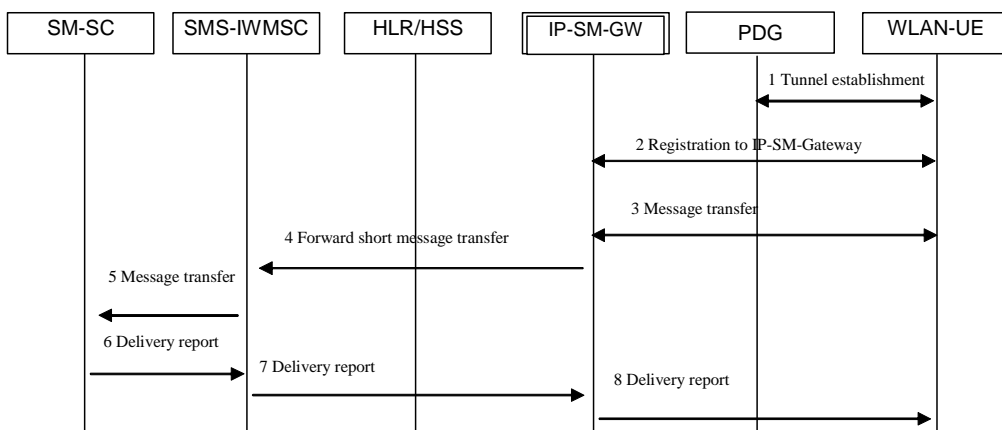 SM-SC
SMS-IWMSC
HLR/HSS
IP-SM-GW
PDG
WLAN-UE
1 Tunnel establishment
2 Registration to IP-SM-Gateway
3 Message transfer
4 Forward short message transfer
5 Message transfer
6 Delivery report
7 Delivery report
8 Delivery report